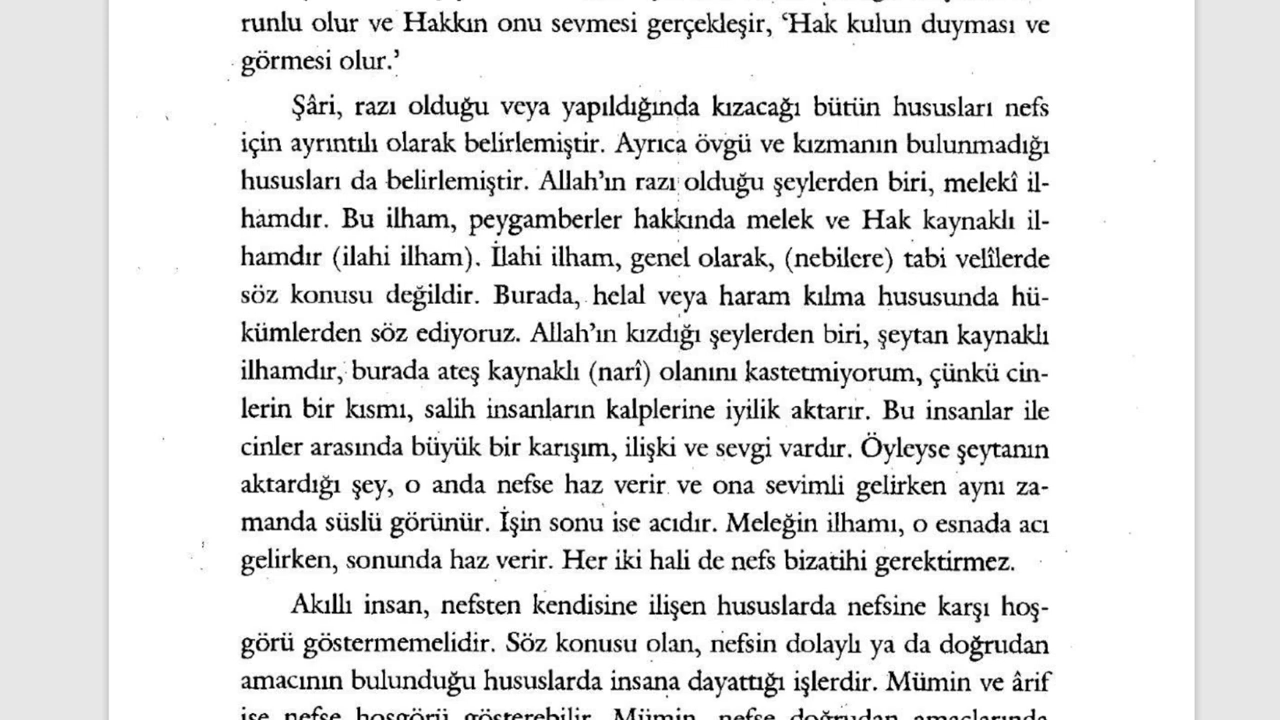 runlu olur ve Hakkın onu sevmesi gerçekleşir, ‘Hak kulun duyması ve
görmesi olur.’
Şâri, razı olduğu veya yapıldığında kızacağı bütün hususları nefs
için ayrıntılı olarak belirlemiştir. Ayrıca övgü ve kızmanın bulunmadığı
hususları da belirlemiştir. Allah’ın razı olduğu şeylerden biri, melekî il-
hamdır. Bu ilham, peygamberler hakkında melek ve Hak kaynaklı il-
hamdır (ilahi ilham). İlahi ilham, genel olarak, (nebilere) tabi velîlerde
söz konusu değildir. Burada, helal veya haram kılma hususunda hü-
kümlerden söz ediyoruz. Allah’ın kızdığı şeylerden biri, şeytan kaynaklı
ilhamdır, burada ateş kaynaklı (narî) olanını kastetmiyorum, çünkü cin-
lerin bir kısmı, salih insanların kalplerine iyilik aktarır. Bu insanlar ile
cinler arasında büyük bir karışım, ilişki ve sevgi vardır. Öyleyse şeytanın
aktardığı şey, o anda nefse haz verir ve ona sevimli gelirken aynı za-
manda süslü görünür. İşin sonu ise acıdır. Meleğin ilhamı, o esnada acı
gelirken, sonunda haz verir. Her iki hali de nefs bizatihi gerektirmez.
Akıllı insan, nefsten kendisine ilişen hususlarda nefsine karşı hoş-
görü göstermemelidir. Söz konusu olan, nefsin dolaylı ya da doğrudan
amacının bulunduğu hususlarda insana dayattığı işlerdir. Mümin ve ârif
ise nefse hoşgörü gösterebilir. Mümin, nefse doğrudan amaçlarında